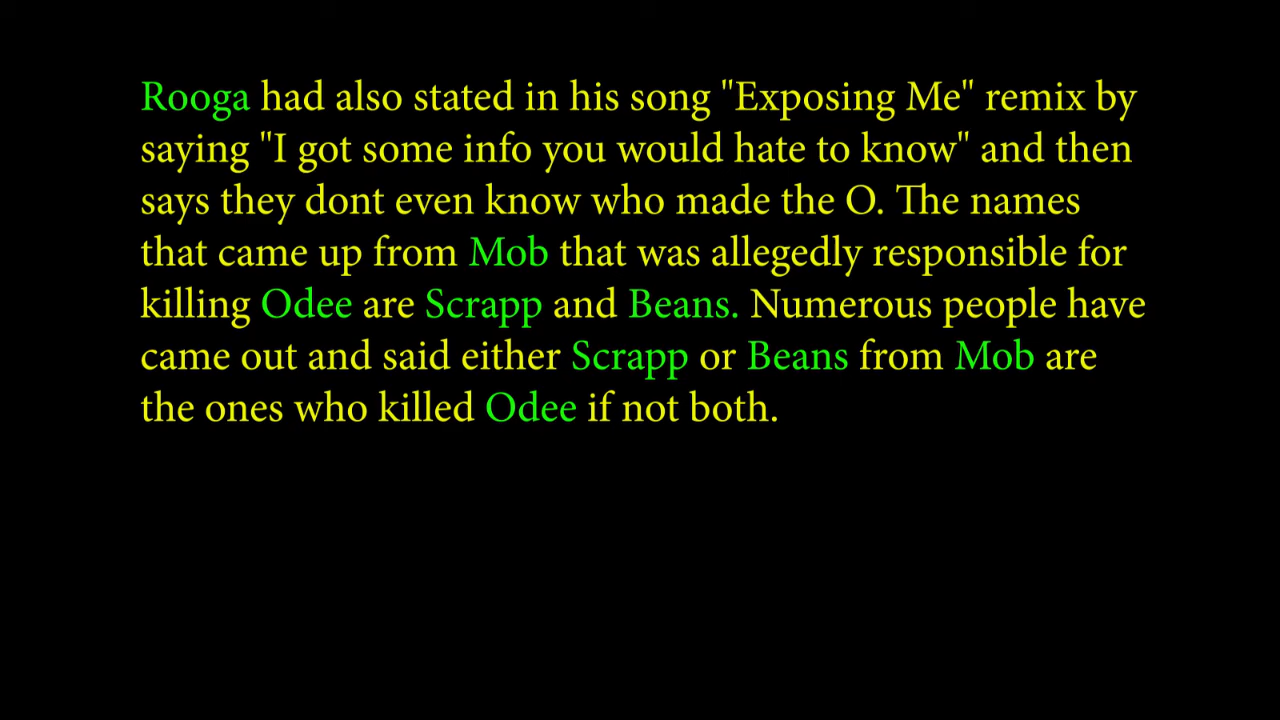 Rooga had also stated in his song "Exposing Me" remix by
saying "I got some info you would hate to know" and then
says they dont even know who made the O. The names
that came up from Mob that was allegedly responsible for
killing Odee are Scrapp and Beans. Numerous people have
came out and said either Scrapp or Beans from Mob are
the ones who killed Odee if not both.